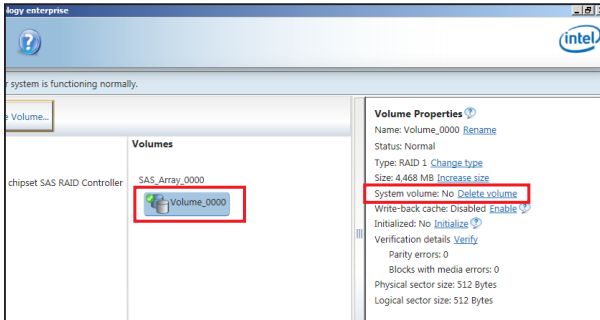 logy enterprise
intel
r system is functioning normally.
e Volume...
Volumes
chipset SAS RAID Controller
SAS_Array_0000
Volume_0000
Volume Properties
Name: Volume_0000 Rename
Status: Normal
Type: RAID 1 Change type
Size: 4,468 MB Increase size
System volume: No Delete volume
Write-back cache: Disabled Enable
Initialized: No Initialize
Verification details Verify
Parity errors: 0
Blocks with media errors: 0
Physical sector size: 512 Bytes
Logical sector size: 512 Bytes